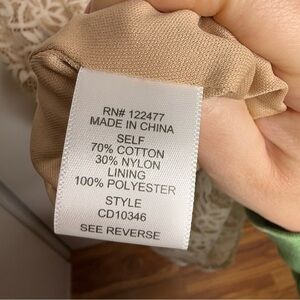 RN# 122477
MADE IN CHINA
SELF
70% COTTON
30% NYLON
LINING
100% POLYESTER
STYLE
CD10346
SEE REVERSE